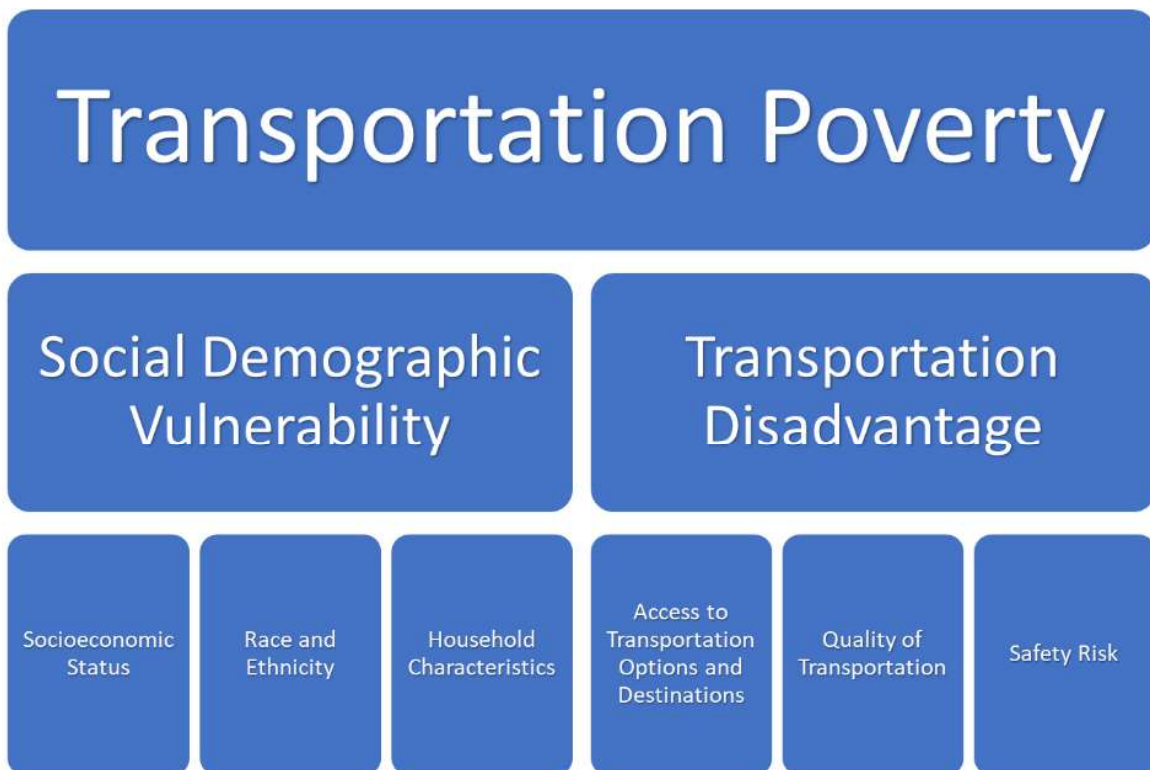 Transportation Poverty
Social Demographic
Vulnerability
Transportation
Disadvantage
Socioeconomic
Status
Race and
Ethnicity
Household
Characteristics
Access to
Transportation
Options and
Destinations
Quality of
Transportation
Safety Risk